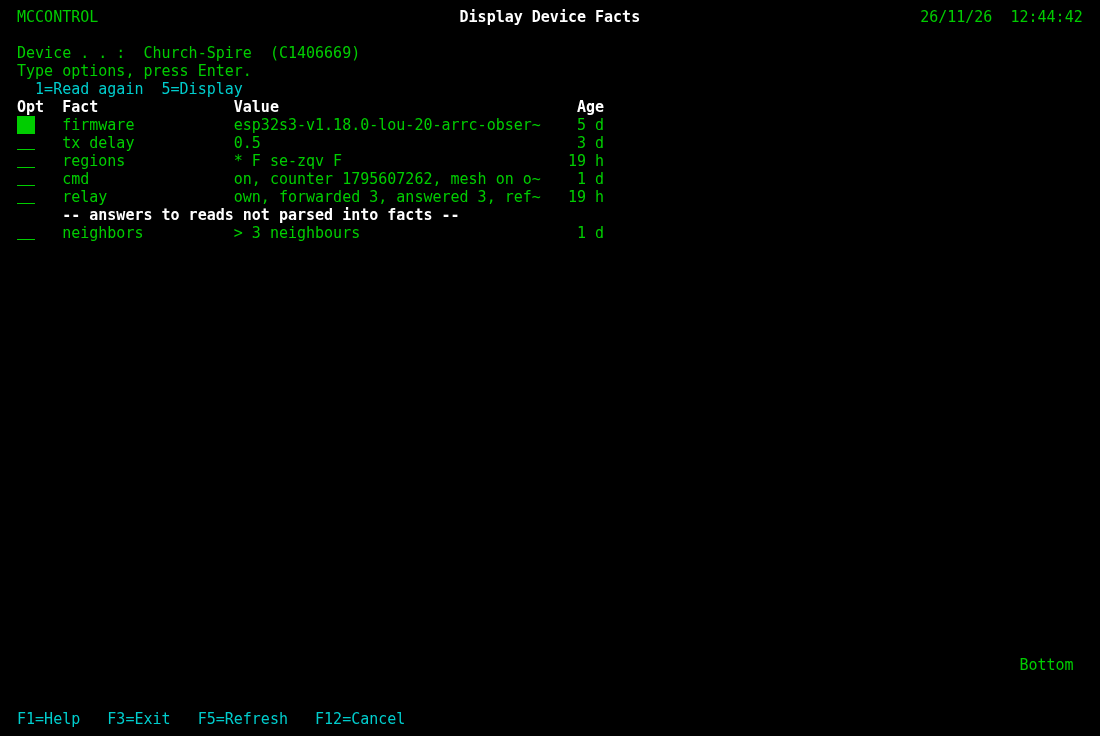 MCCONTROL Display Device Facts 26/11/26 12:44:42
Device . . : Church-Spire (C1406669)
Type options, press Enter.
1=Read again 5=Display
Opt Fact Value Age
firmware esp32s3-v1.18.0-lou-20-arrc-obser~ 5 d
__ tx delay 0.5 3 d
__ regions * F se-zqv F 19 h
__ cmd on, counter 1795607262, mesh on o~ 1 d
__ relay own, forwarded 3, answered 3, ref~ 19 h
-- answers to reads not parsed into facts --
__ neighbors > 3 neighbours 1 d
Bottom
F1=Help F3=Exit F5=Refresh F12=Cancel